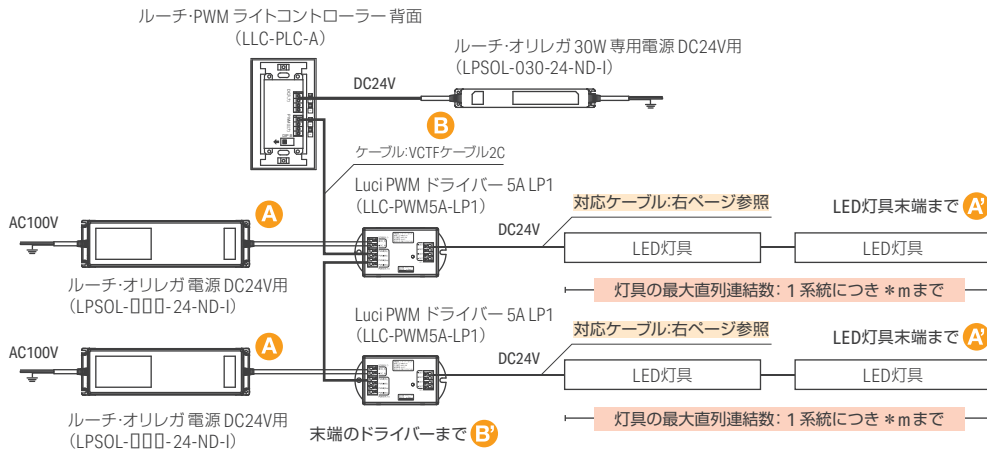 ルーチ・PWM ライトコントローラー 背面
（LLC-PLC-A）
ルーチ・オリレガ 30W 専用電源 DC24V用
（LPSOL-030-24-ND-I）
DC24V
B
ケーブル:VCTFケーブル2C
Luci PWM ドライバー 5A LP1
（LLC-PWM5A-LP1）
対応ケーブル:右ページ参照
LED灯具末端まで A'
AC100V
A
DC24V
LED灯具
LED灯具
ルーチ・オリレガ 電源 DC24V用
（LPSOL-□□□-24-ND-I）
灯具の最大直列連結数: 1 系統につき ＊mまで
Luci PWM ドライバー 5A LP1
（LLC-PWM5A-LP1）
対応ケーブル:右ページ参照
LED灯具末端まで A'
AC100V
A
DC24V
LED灯具
LED灯具
ルーチ・オリレガ 電源 DC24V用
（LPSOL-□□□-24-ND-I）
末端のドライバーまで B'
灯具の最大直列連結数: 1 系統につき ＊mまで